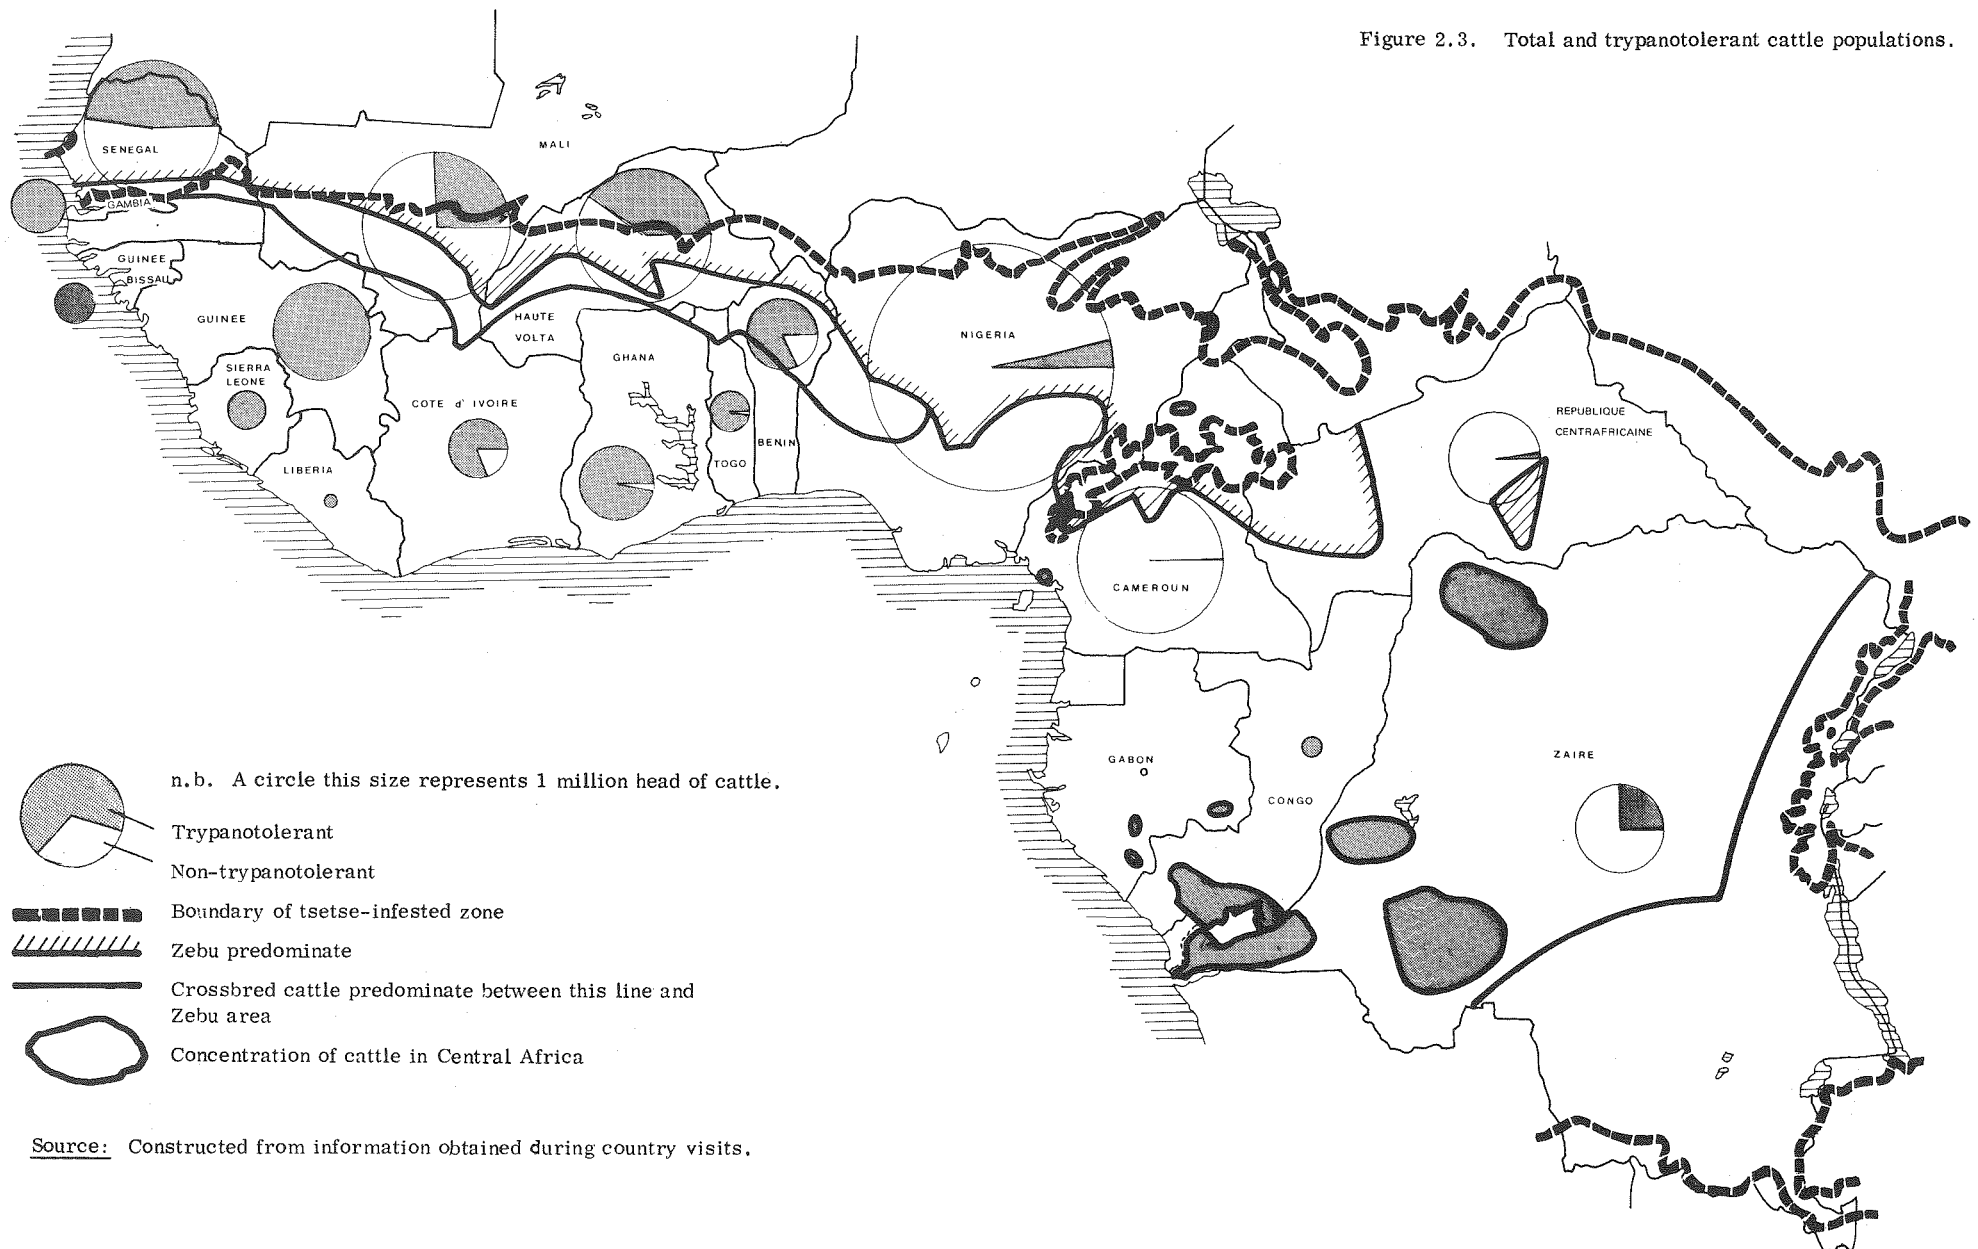 Figure 2.3. Total and trypanotolerant cattle populations.
MALI
SENEGAL
GAMBIA
GUINEE
BISSAU
GUINEE
HAUTE
VOLTA
NIGERIA
GHANA
SIERRA
LEONE
COTE d' IVOIRE
REPUBLIQUE
CENTRAFRICAINE
BENIN
TOGO
LIBERIA
CAMEROUN
ZAIRE
GABON
CONGO
n.b. A circle this size represents 1 million head of cattle.
Trypanotolerant
Non-trypanotolerant
Boundary of tsetse-infested zone
Zebu predominate
Crossbred cattle predominate between this line and
Zebu area
Concentration of cattle in Central Africa
Source: Constructed from information obtained during country visits.